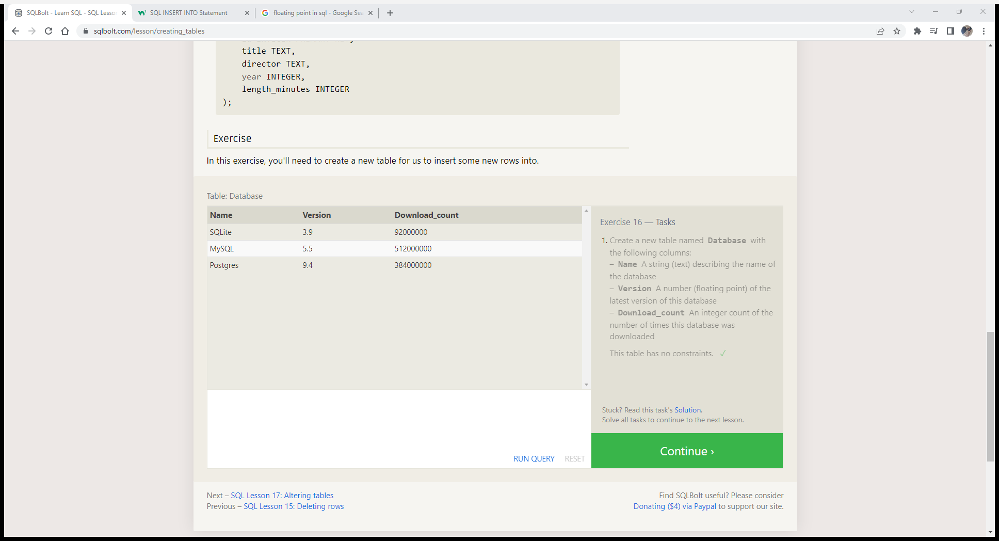 SQLBolt - Learn SQL - SQL Lesson
SQL INSERT INTO Statement
floating point in sql - Google Sea
sqlbolt.com/lesson/creating_tables
title TEXT,
director TEXT,
year INTEGER,
length_minutes INTEGER
);
Exercise
In this exercise, you'll need to create a new table for us to insert some new rows into.
Table: Database
Name Version Download_count
SQLite 3.9 92000000
MySQL 5.5 512000000
Postgres 9.4 384000000
RUN QUERY RESET
Exercise 16 — Tasks
1. Create a new table named Database with
the following columns:
– Name A string (text) describing the name of
the database
– Version A number (floating point) of the
latest version of this database
– Download_count An integer count of the
number of times this database was
downloaded
This table has no constraints. ✓
Stuck? Read this task's Solution.
Solve all tasks to continue to the next lesson.
Continue ›
Next – SQL Lesson 17: Altering tables
Previous – SQL Lesson 15: Deleting rows
Find SQLBolt useful? Please consider
Donating ($4) via Paypal to support our site.